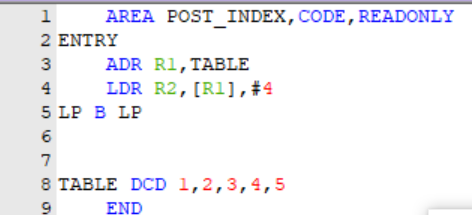 1 AREA POST_INDEX,CODE,READONLY
2 ENTRY
3 ADR R1,TABLE
4 LDR R2,[R1],#4
5 LP B LP
6
7
8 TABLE DCD 1,2,3,4,5
9 END